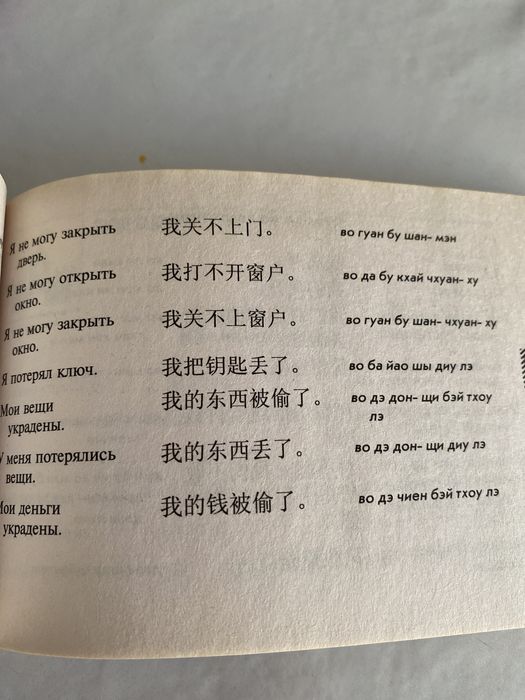 Я не могу закрыть 我关不上门。 во гуан бу шан- мэн
дверь.
Я не могу открыть 我打不开窗户。 во да бу кхай чхуан- ху
окно.
Я не могу закрыть 我关不上窗户。 во гуан бу шан- чхуан- ху
окно.
Я потерял ключ. 我把钥匙丢了。 во ба йао шы диу лэ
Мои вещи 我的东西被偷了。 во дэ дон- щи бэй тхоу
украдены. лэ
У меня потерялись 我的东西丢了。 во дэ дон- щи диу лэ
вещи.
Мои деньги 我的钱被偷了。 во дэ чиен бэй тхоу лэ
украдены.